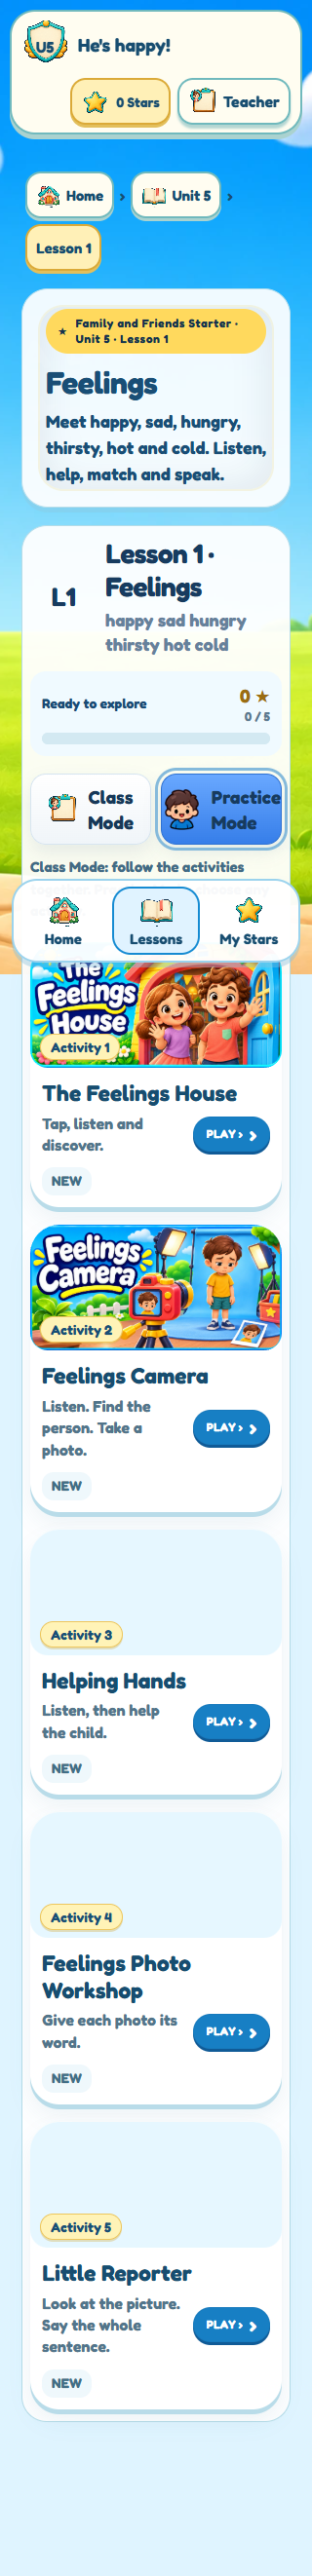 U5
He's happy!
0 Stars
Teacher
Home
›
Unit 5
›
Lesson 1
★ Family and Friends Starter ·
Unit 5 · Lesson 1
Feelings
Meet happy, sad, hungry,
thirsty, hot and cold. Listen,
help, match and speak.
L1
Lesson 1 ·
Feelings
happy sad hungry
thirsty hot cold
Ready to explore
0 ★
0 / 5
Class
Mode
Practice
Mode
Class Mode: follow the activities
Home
Lessons
My Stars
The
Feelings
House
Activity 1
The Feelings House
Tap, listen and
discover.
PLAY ›
NEW
Feelings
Camera
Activity 2
Feelings Camera
Listen. Find the
person. Take a
photo.
PLAY ›
NEW
Activity 3
Helping Hands
Listen, then help
the child.
PLAY ›
NEW
Activity 4
Feelings Photo
Workshop
Give each photo its
word.
PLAY ›
NEW
Activity 5
Little Reporter
Look at the picture.
Say the whole
sentence.
PLAY ›
NEW